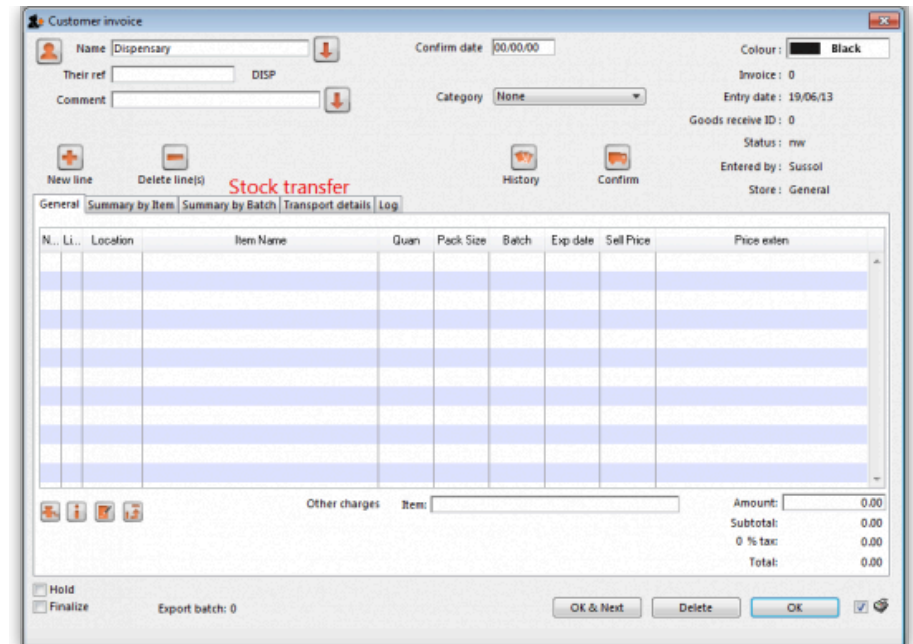 Customer invoice
Name Dispensary Confirm date 00/00/00 Colour: Black
Their ref DISP Invoice: 0
Comment Category None Entry date: 19/06/13
Goods receive ID: 0
Status: nw
New line Delete line(s) History Confirm Entered by: Sussol
Stock transfer Store: General
General Summary by Item Summary by Batch Transport details Log
N... Li... Location Item Name Quan Pack Size Batch Exp date Sell Price Price exten
Other charges Item: Amount: 0.00
Subtotal: 0.00
0 % tax: 0.00
Total: 0.00
Hold
Finalize Export batch: 0 OK & Next Delete OK